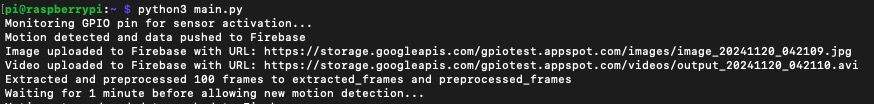 pi@raspberrypi:~ $ python3 main.py
Monitoring GPIO pin for sensor activation...
Motion detected and data pushed to Firebase
Image uploaded to Firebase with URL: https://storage.googleapis.com/gpiotest.appspot.com/images/image_20241120_042109.jpg
Video uploaded to Firebase with URL: https://storage.googleapis.com/gpiotest.appspot.com/videos/output_20241120_042110.avi
Extracted and preprocessed 100 frames to extracted_frames and preprocessed_frames
Waiting for 1 minute before allowing new motion detection...